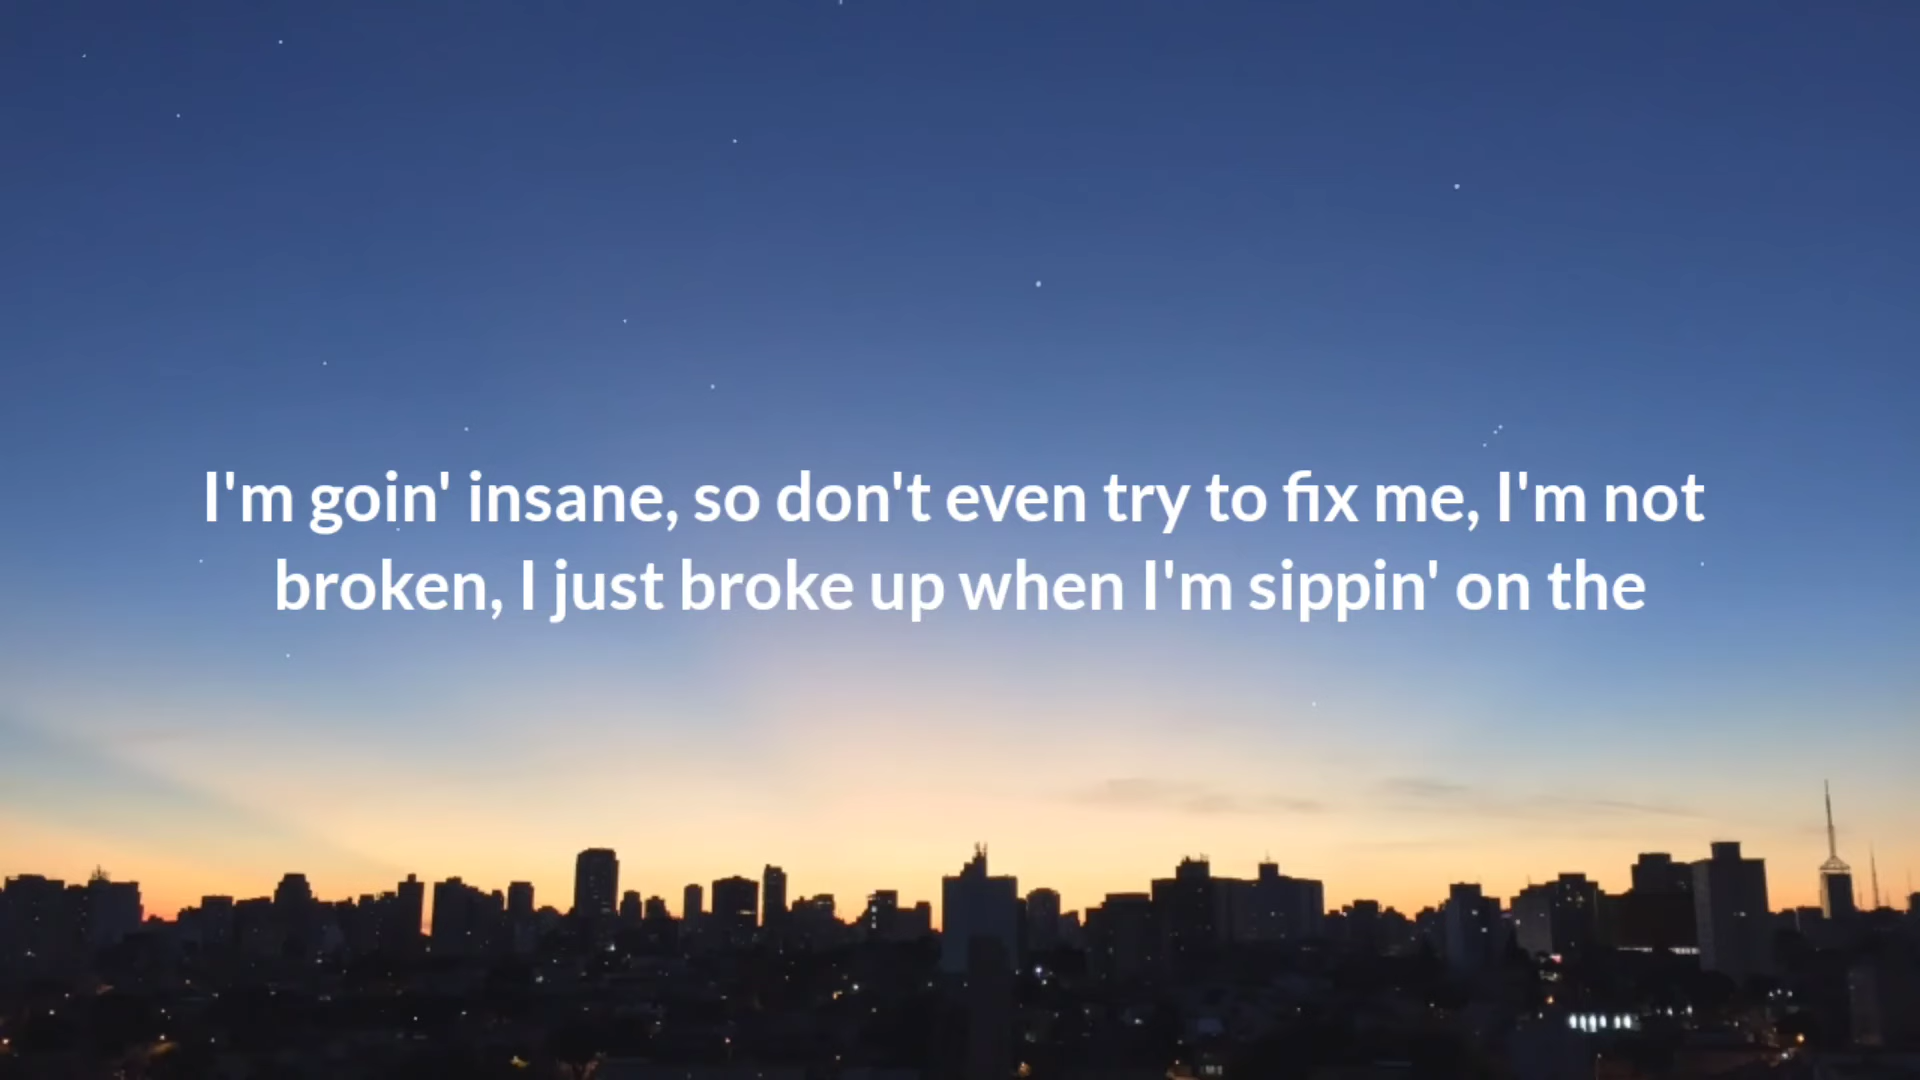 I'm goin' insane, so don't even try to fix me, I'm not
broken, I just broke up when I'm sippin' on the